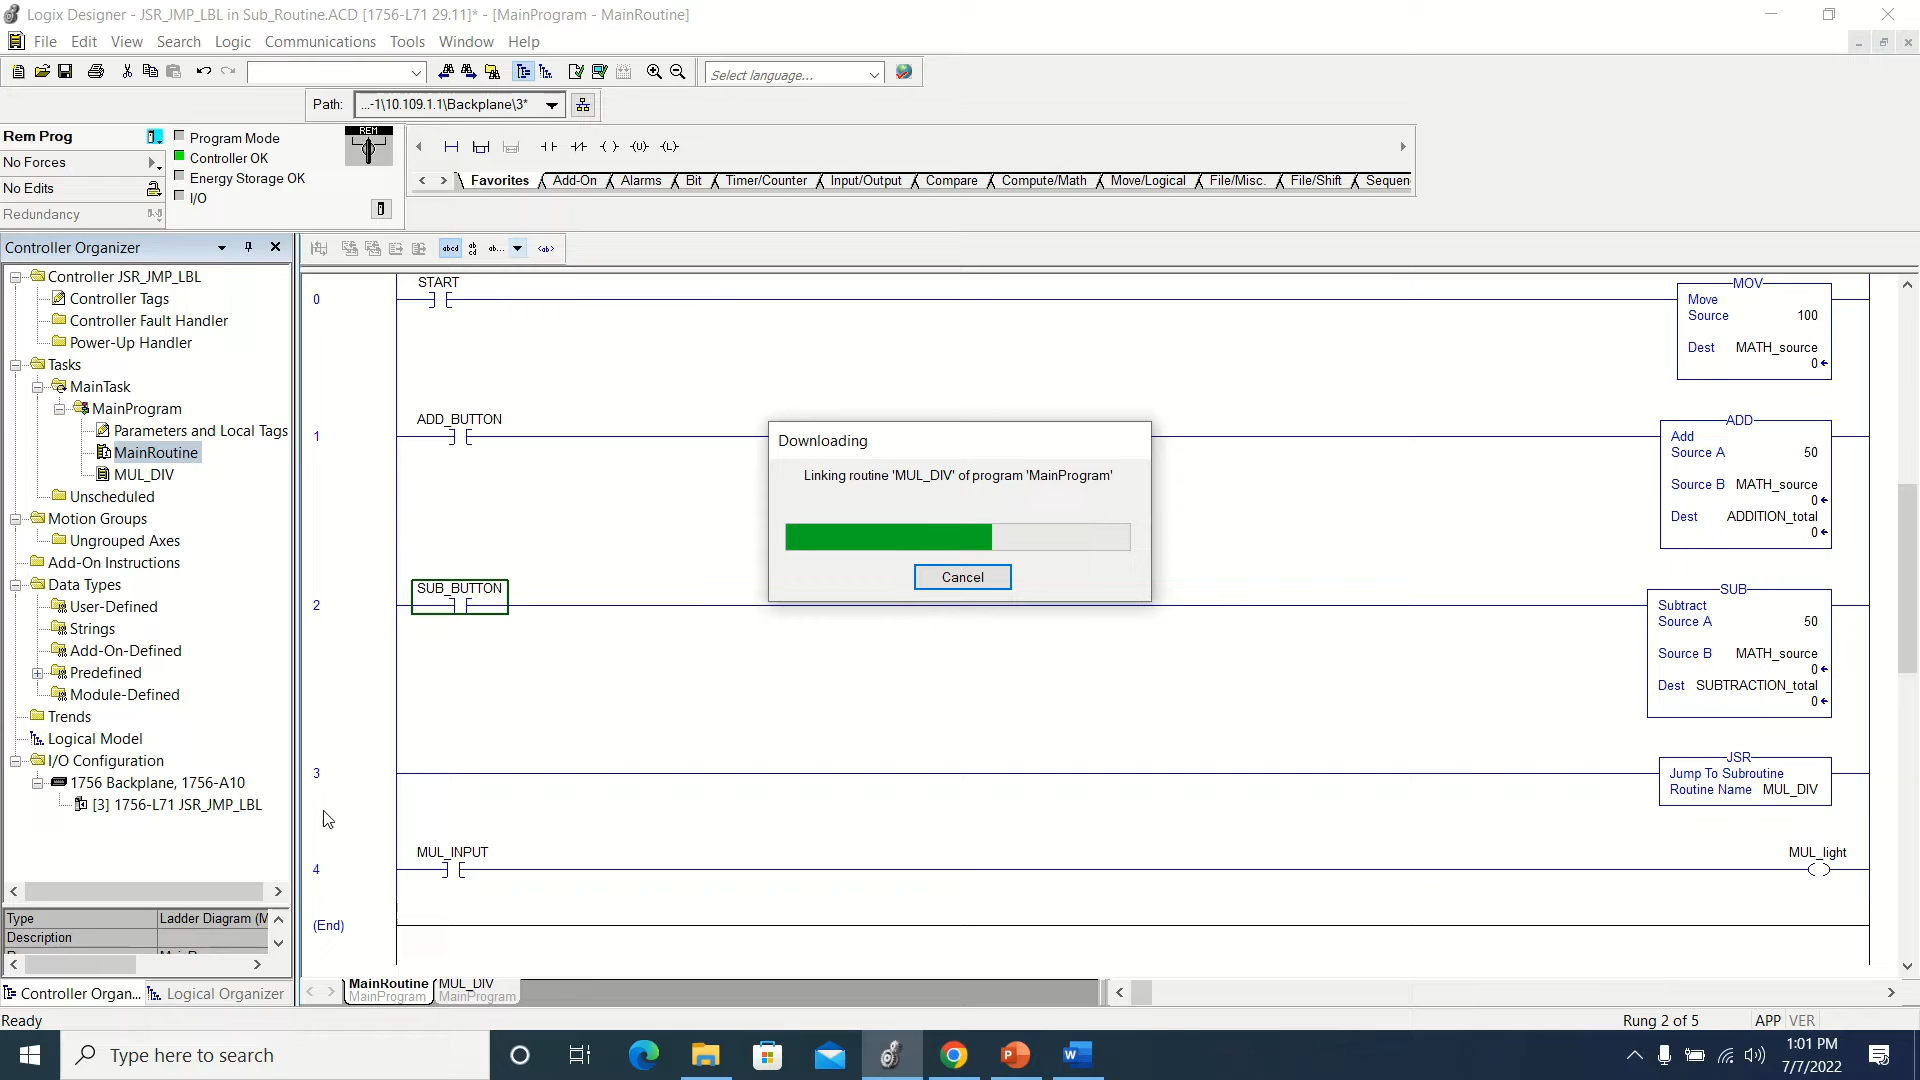 Logix Designer - JSR_JMP_LBL in Sub_Routine.ACD [1756-L71 29.11]* - [MainProgram - MainRoutine]
File Edit View Search Logic Communications Tools Window Help
Select language...
Path: ...-1\10.109.1.1\Backplane\3*
Rem Prog
No Forces
No Edits
Redundancy
Program Mode
Controller OK
Energy Storage OK
I/O
REM
Favorites Add-On Alarms Bit Timer/Counter Input/Output Compare Compute/Math Move/Logical File/Misc. File/Shift Sequen
Controller Organizer
Controller JSR_JMP_LBL
Controller Tags
Controller Fault Handler
Power-Up Handler
Tasks
MainTask
MainProgram
Parameters and Local Tags
MainRoutine
MUL_DIV
Unscheduled
Motion Groups
Ungrouped Axes
Add-On Instructions
Data Types
User-Defined
Strings
Add-On-Defined
Predefined
Module-Defined
Trends
Logical Model
I/O Configuration
1756 Backplane, 1756-A10
[3] 1756-L71 JSR_JMP_LBL
Type Ladder Diagram (M
Description
Controller Organ... Logical Organizer
0
START
MOV
Move
Source 100
Dest MATH_source
0
1
ADD_BUTTON
ADD
Add
Source A 50
Source B MATH_source
0
Dest ADDITION_total
0
2
SUB_BUTTON
SUB
Subtract
Source A 50
Source B MATH_source
0
Dest SUBTRACTION_total
0
3
JSR
Jump To Subroutine
Routine Name MUL_DIV
4
MUL_INPUT
MUL_light
(End)
Downloading
Linking routine 'MUL_DIV' of program 'MainProgram'
Cancel
MainRoutine MUL_DIV
MainProgram MainProgram
Ready
Rung 2 of 5 APP VER
Type here to search
1:01 PM
7/7/2022